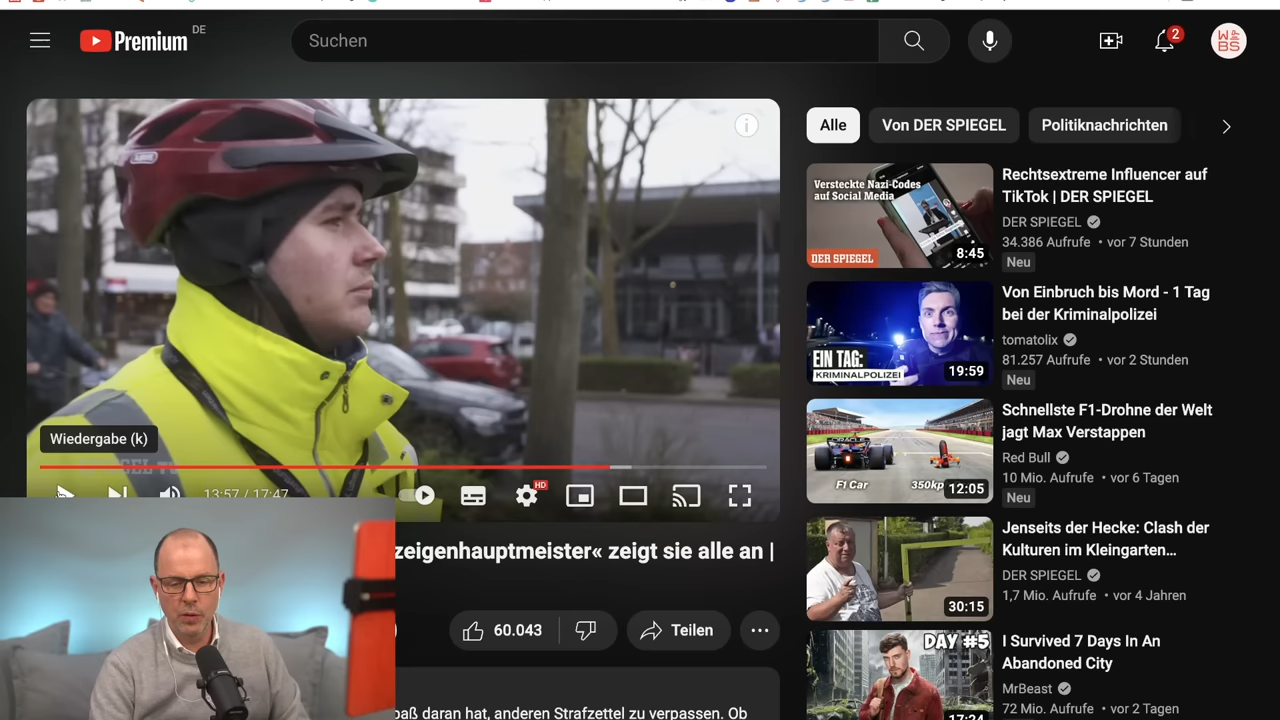 Premium
DE
Suchen
2
W
BS
ABUS
Wiedergabe (k)
13:57 / 17:47
HD
zeigenhauptmeister« zeigt sie alle an |
60.043
Teilen
paß daran hat, anderen Strafzettel zu verpassen. Ob
Alle
Von DER SPIEGEL
Politiknachrichten
Versteckte Nazi-Codes
auf Social Media
DER SPIEGEL
8:45
Rechtsextreme Influencer auf
TikTok | DER SPIEGEL
DER SPIEGEL
34.386 Aufrufe • vor 7 Stunden
Neu
EIN TAG:
KRIMINALPOLIZEI
19:59
Von Einbruch bis Mord - 1 Tag
bei der Kriminalpolizei
tomatolix
81.257 Aufrufe • vor 2 Stunden
Neu
ORACLE
F1 Car
350kp
12:05
Schnellste F1-Drohne der Welt
jagt Max Verstappen
Red Bull
10 Mio. Aufrufe • vor 6 Tagen
Neu
30:15
Jenseits der Hecke: Clash der
Kulturen im Kleingarten…
DER SPIEGEL
1,7 Mio. Aufrufe • vor 4 Jahren
DAY #5
17:24
I Survived 7 Days In An
Abandoned City
MrBeast
72 Mio. Aufrufe • vor 2 Tagen